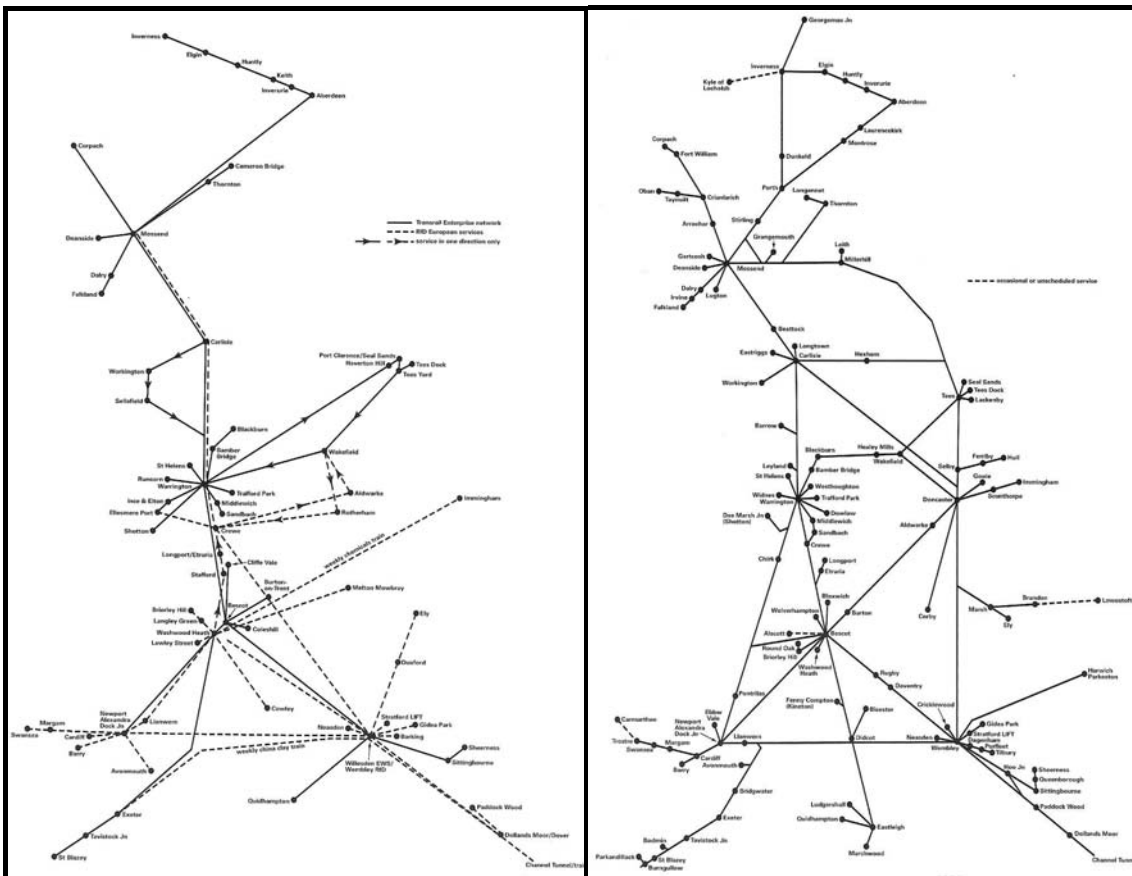 Inverness
Elgin
Huntly
Keith
Inverurie
Aberdeen
Corpach
Cameron Bridge
Thornton
Deanside
Mossend
Dalry
Falkland
Transrail Enterprise network
RfD European services
service in one direction only
Carlisle
Workington
Sellafield
Port Clarence/Seal Sands
Haverton Hill
Tees Dock
Tees Yard
Blackburn
Bamber
Bridge
St Helens
Runcorn
Warrington
Wakefield
Trafford Park
Ince & Elton
Middlewich
Ellesmere Port
Sandbach
Aldwarke
Rotherham
Immingham
Shotton
Crewe
Longport/Etruria
Cliffe Vale
Stafford
Burton-
on-Trent
weekly chemicals train
Melton Mowbray
Brierley Hill
Bescot
Langley Green
Washwood Heath
Coleshill
Lawley Street
Ely
Duxford
Newport
Alexandra
Dock Jn
Llanwern
Cowley
Margam
Swansea
Cardiff
Barry
Avonmouth
Neasden
Stratford LIFT
Gidea Park
Barking
Willesden EWS/
Wembley RfD
Sheerness
Sittingbourne
weekly china clay train
Quidhampton
Exeter
Tavistock Jn
St Blazey
Paddock Wood
Dollands Moor/Dover
Georgemas Jn
Inverness
Kyle of
Lochalsh
Elgin
Huntly
Inverurie
Aberdeen
Laurencekirk
Montrose
Corpach
Fort William
Dunkeld
Perth
Oban
Taynuilt
Crianlarich
Longannet
Thornton
Arrochar
Stirling
Grangemouth
Leith
Millerhill
Gartcosh
Deanside
Mossend
Dalry
Irvine
Falkland
Lugton
occasional or unscheduled service
Beattock
Longtown
Eastriggs
Carlisle
Hexham
Workington
Seal Sands
Tees Dock
Tees
Lackenby
Barrow
Blackburn
Healey Mills
Wakefield
Leyland
Bamber Bridge
St Helens
Westhoughton
Widnes
Warrington
Trafford Park
Selby
Ferriby
Hull
Goole
Immingham
Scunthorpe
Doncaster
Dee Marsh Jn
(Shotton)
Middlewich
Sandbach
Crewe
Aldwarke
Chirk
Longport
Etruria
Bloxwich
Wolverhampton
Burton
Bescot
Round Oak
Brierley Hill
Washwood
Heath
Corby
March
Brandon
Lowestoft
Ely
Rugby
Daventry
Pontrilas
Fenny Compton
(Kineton)
Bicester
Cricklewood
Harwich
Parkeston
Ebbw
Vale
Newport
Alexandra
Dock Jn
Carmarthen
Swansea
Margam
Llanwern
Cardiff
Barry
Avonmouth
Didcot
Neasden
Wembley
Gidea Park
Stratford LIFT
Dagenham
Purfleet
Tilbury
Hoo Jn
Sheerness
Queenborough
Sittingbourne
Paddock Wood
Bridgwater
Exeter
Tavistock Jn
Bodmin
St Blazey
Parkandillack
Burngullow
Ludgershall
Quidhampton
Eastleigh
Marchwood
Dollands Moor